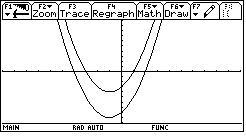 F1 F2 Zoom F3 Trace F4 Regraph F5 Math F6 Draw F7
MAIN RAD AUTO FUNC